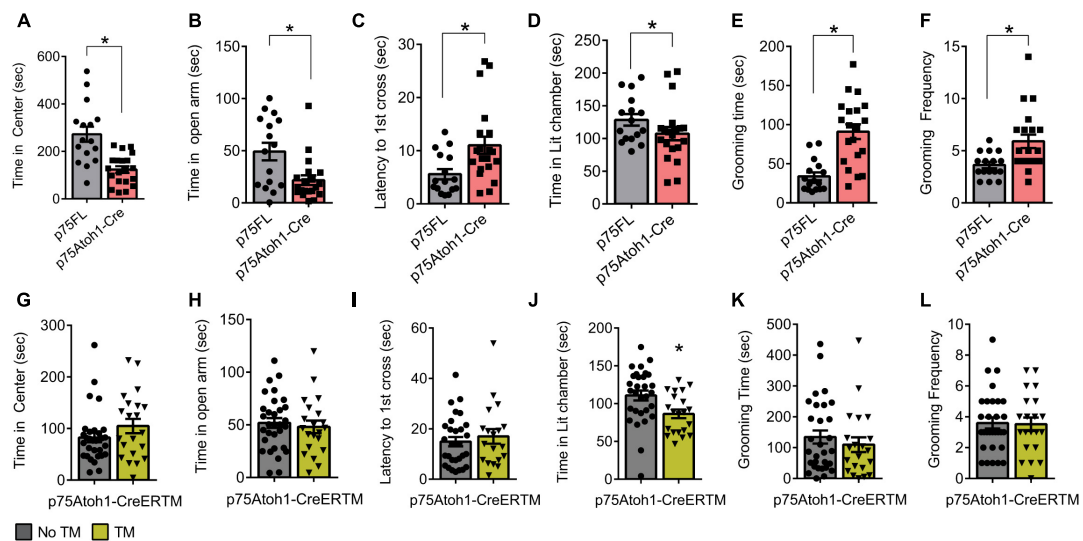 A
Time in Center (sec)
600
400
200
0
*
p75FL
p75Atoh1-Cre
B
Time in open arm (sec)
150
100
50
0
*
p75FL
p75Atoh1-Cre
C
Latency to 1st cross (sec)
30
20
10
0
*
p75FL
p75Atoh1-Cre
D
Time in Lit chamber (sec)
250
200
150
100
50
0
*
p75FL
p75Atoh1-Cre
E
Grooming time (sec)
200
150
100
50
0
*
p75FL
p75Atoh1-Cre
F
Grooming Frequency
15
10
5
0
*
p75FL
p75Atoh1-Cre
G
Time in Center (sec)
300
200
100
0
p75Atoh1-CreERTM
H
Time in open arm (sec)
150
100
50
0
p75Atoh1-CreERTM
I
Latency to 1st cross (sec)
60
40
20
0
p75Atoh1-CreERTM
J
Time in Lit chamber (sec)
200
150
100
50
0
*
p75Atoh1-CreERTM
K
Grooming Time (sec)
500
400
300
200
100
0
p75Atoh1-CreERTM
L
Grooming Frequency
10
8
6
4
2
0
p75Atoh1-CreERTM
No TM
TM